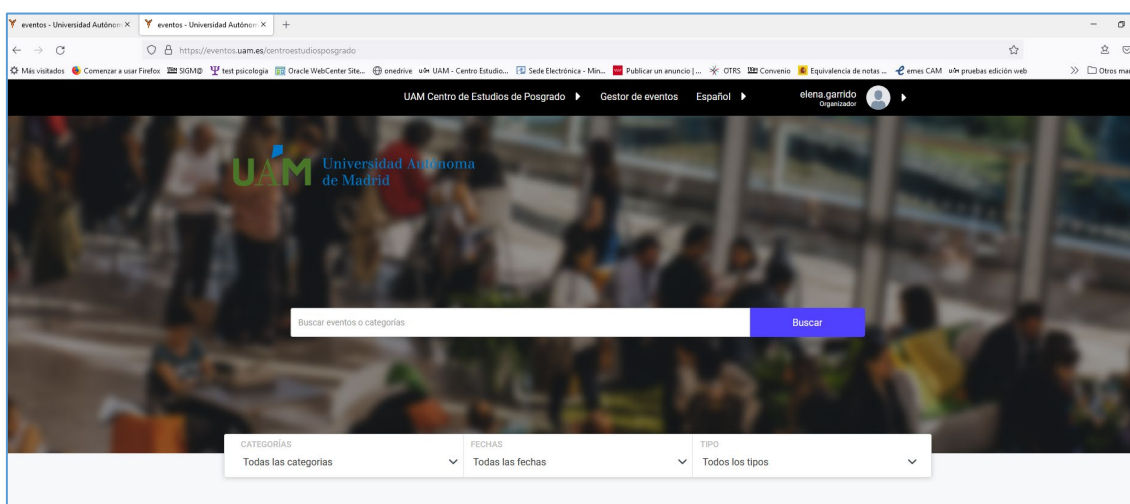 eventos - Universidad Autónom
eventos - Universidad Autónom
https://eventos.uam.es/centroestudiosposgrado
Más visitados Comenzar a usar Firefox SIGM@ test psicologia Oracle WebCenter Site... onedrive UAM - Centro Estudio... Sede Electrónica - Min... Publicar un anuncio |... OTRS Convenio Equivalencia de notas ... emes CAM pruebas edición web Otros mar
UAM Centro de Estudios de Posgrado Gestor de eventos Español elena.garrido
Organizador
UAM Universidad Autónoma
de Madrid
Buscar eventos o categorías Buscar
CATEGORÍAS FECHAS TIPO
Todas las categorias Todas las fechas Todos los tipos